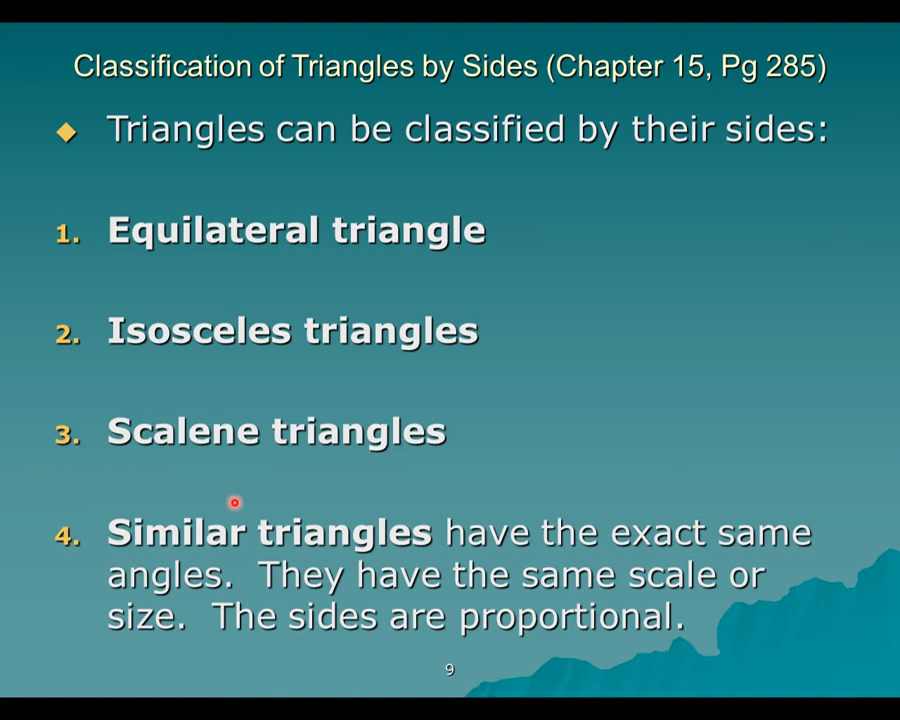 Classification of Triangles by Sides (Chapter 15, Pg 285)
Triangles can be classified by their sides:
1. Equilateral triangle
2. Isosceles triangles
3. Scalene triangles
4. Similar triangles have the exact same
angles. They have the same scale or
size. The sides are proportional.
9